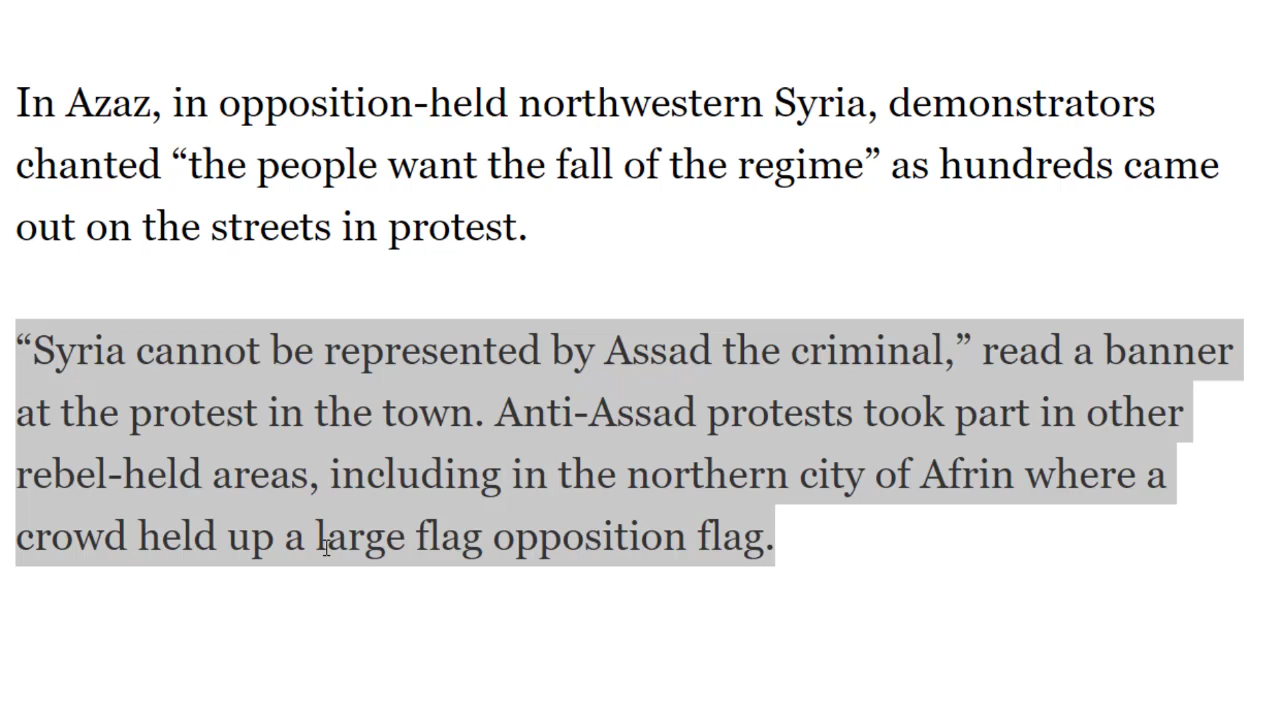 In Azaz, in opposition-held northwestern Syria, demonstrators
chanted “the people want the fall of the regime” as hundreds came
out on the streets in protest.
“Syria cannot be represented by Assad the criminal,” read a banner
at the protest in the town. Anti-Assad protests took part in other
rebel-held areas, including in the northern city of Afrin where a
crowd held up a large flag opposition flag.